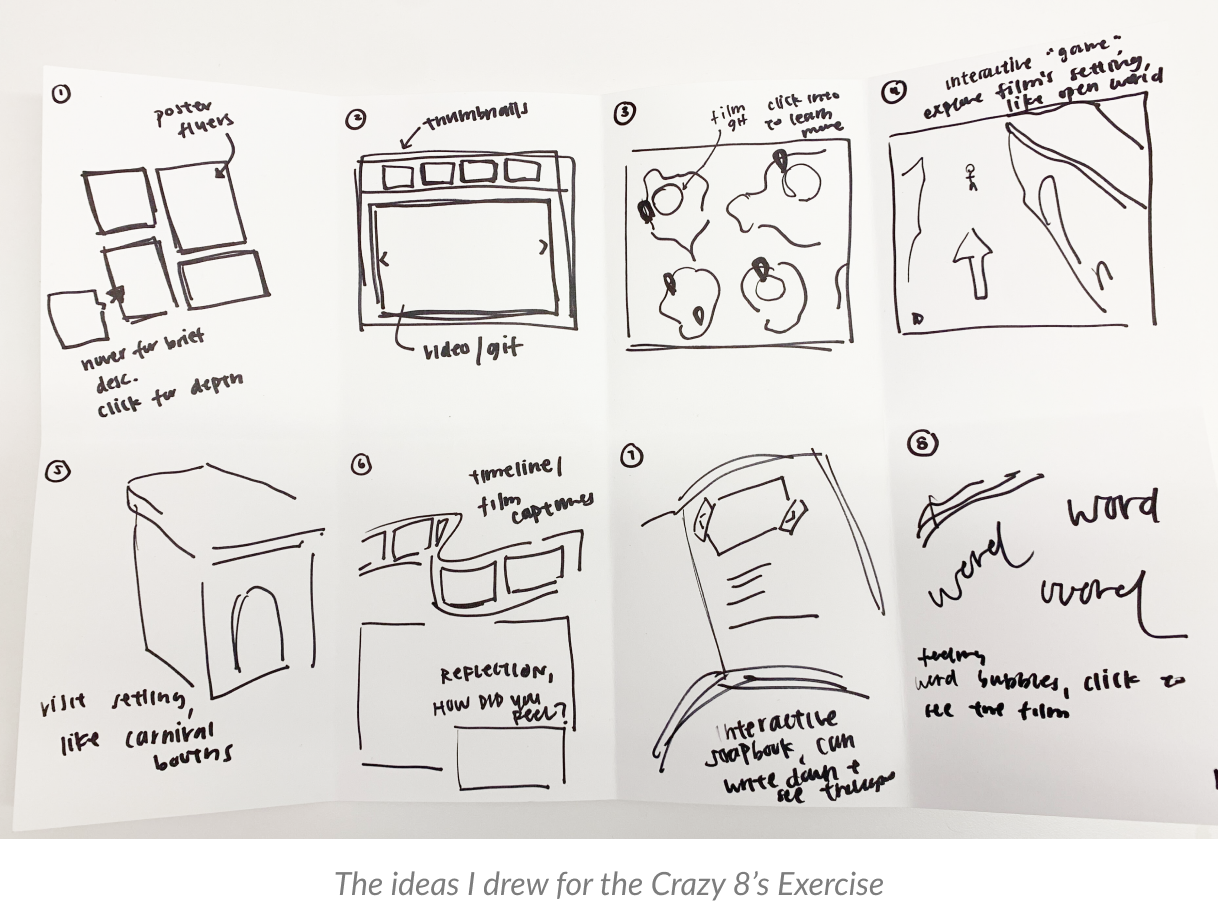 1
poster
flyers
hover for brief
desc.
click for depth
2
thumbnails
video/gif
3
film
gif
click into
to learn
more
4
interactive "game"
explore film's setting,
like open world
5
visit setting,
like carnival
booths
6
timeline/
film
captures
REFLECTION,
HOW DID YOU
FEEL?
7
interactive
scrapbook, can
write down +
see
8
word
word
word
feeling
word bubbles, click to
see the film
The ideas I drew for the Crazy 8's Exercise